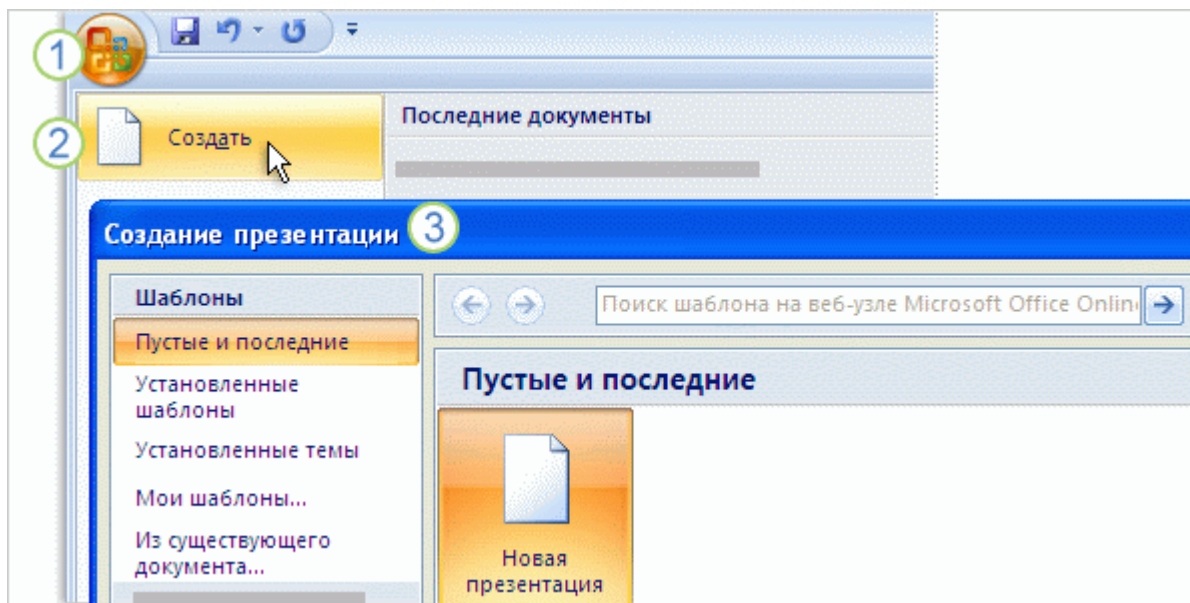 1
Последние документы
2
Создать
Создание презентации 3
Шаблоны
Поиск шаблона на веб-узле Microsoft Office Onlin
Пустые и последние
Установленные
шаблоны
Установленные темы
Мои шаблоны...
Из существующего
документа...
Пустые и последние
Новая
презентация